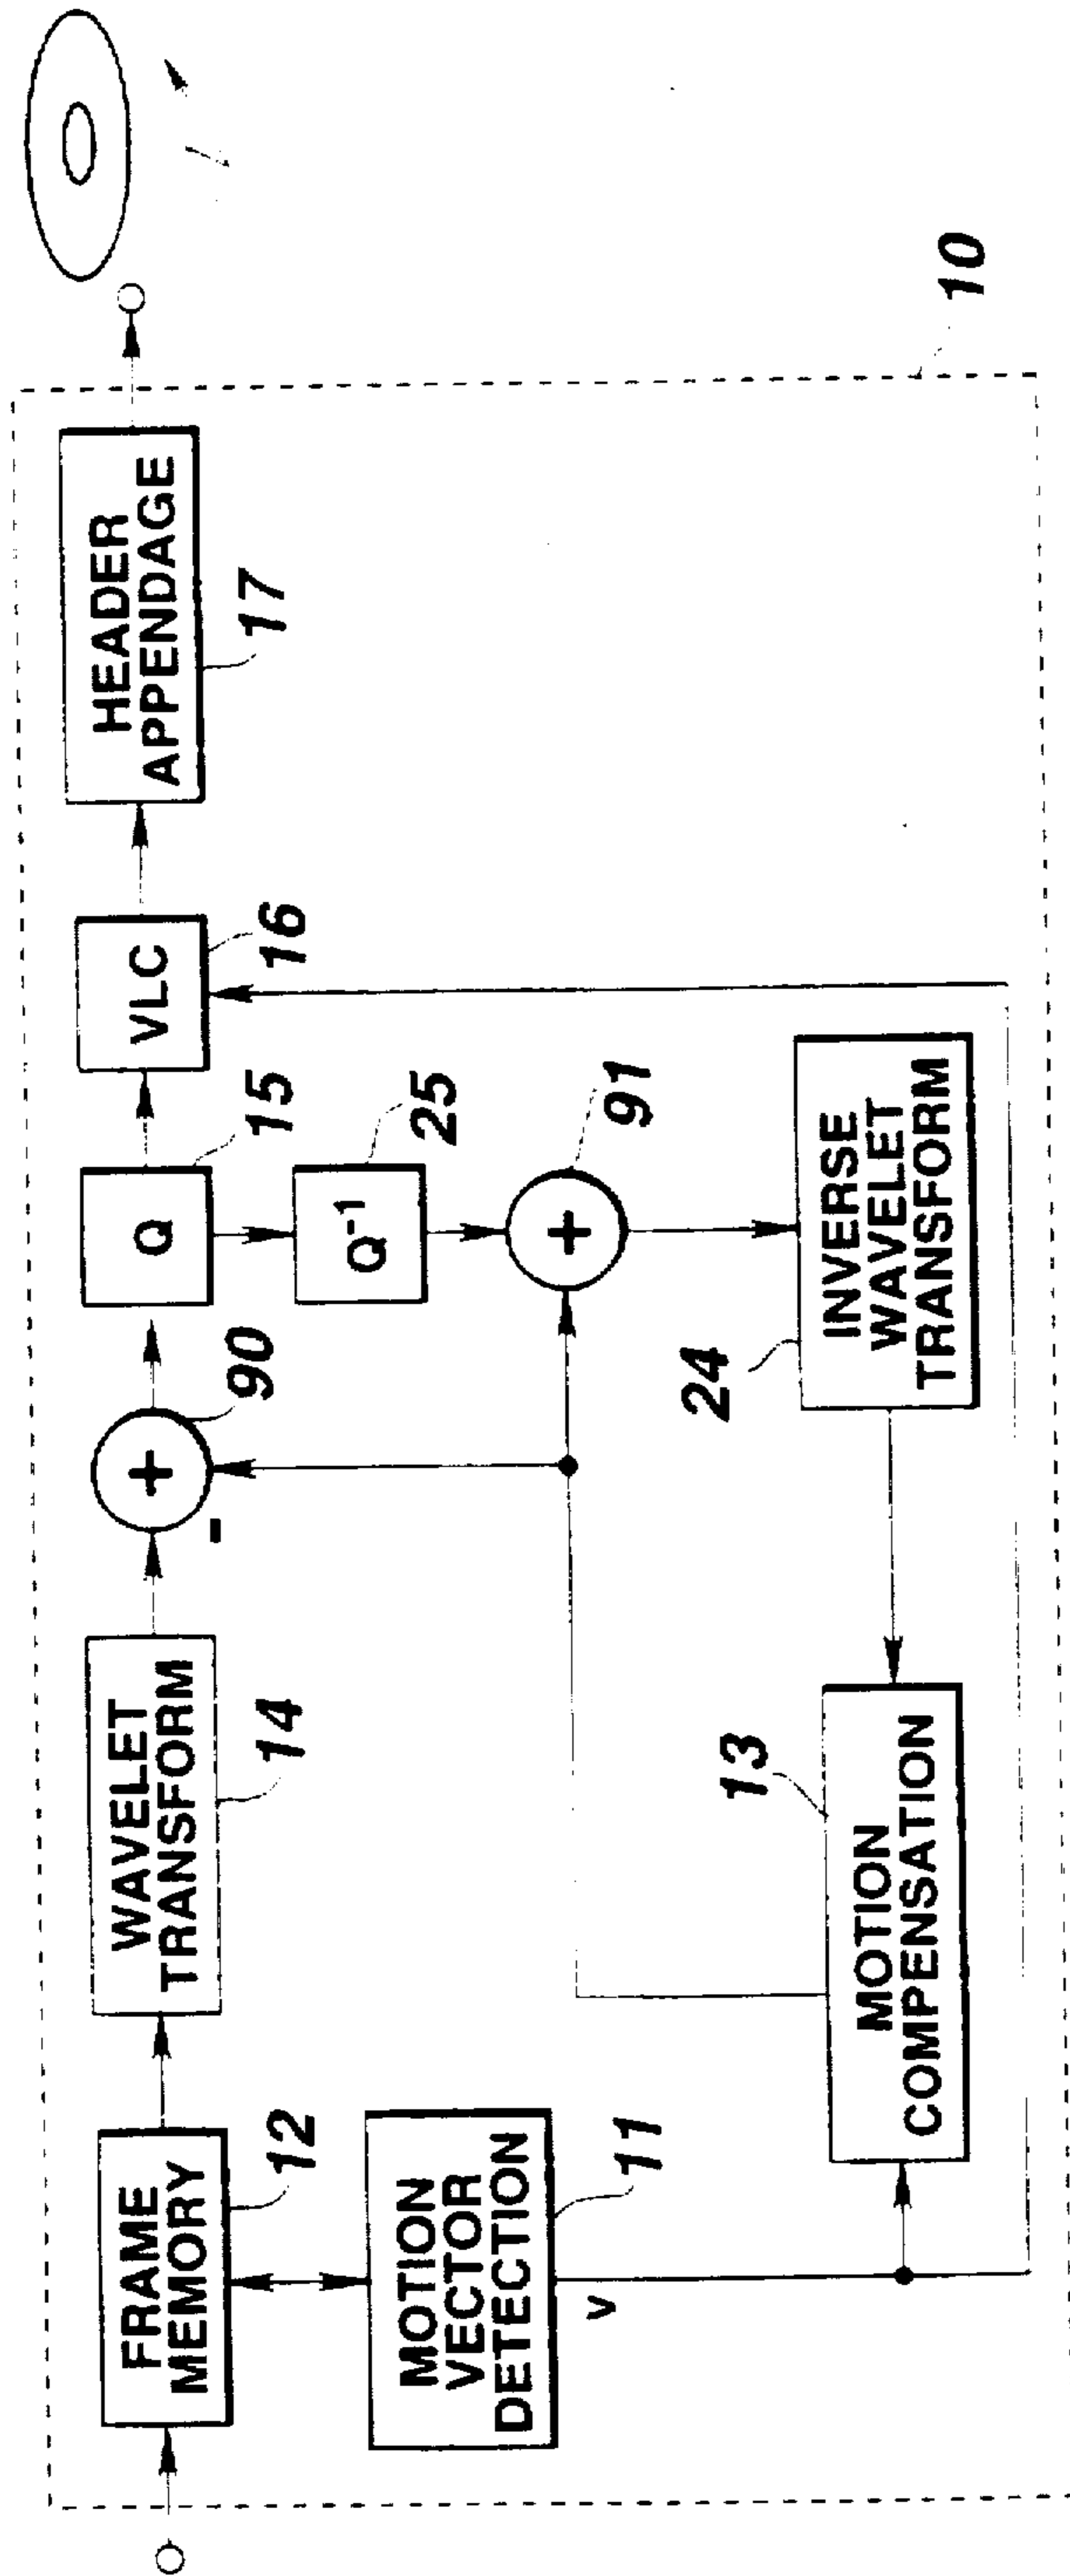 FRAME
MEMORY
12
MOTION
VECTOR
DETECTION
11
V
WAVELET
TRANSFORM
14
+
-
90
Q
15
VLC
16
HEADER
APPENDAGE
17
Q-1
25
+
91
INVERSE
WAVELET
TRANSFORM
24
MOTION
COMPENSATION
13
10